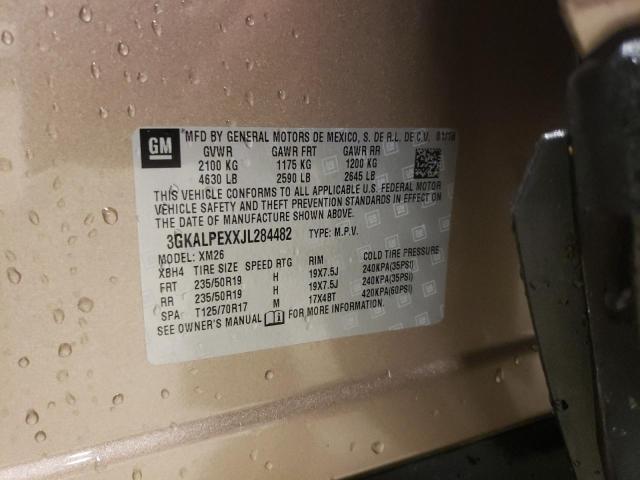 GM
MFD BY GENERAL MOTORS DE MEXICO, S. DE R.L. DE C.V.
GVWR GAWR FRT GAWR RR
2100 KG 1175 KG 1200 KG
4630 LB 2590 LB 2645 LB
THIS VEHICLE CONFORMS TO ALL APPLICABLE U.S. FEDERAL MOTOR
VEHICLE SAFETY AND THEFT PREVENTION STANDARDS IN EFFECT ON
THE DATE OF MANUFACTURE SHOWN ABOVE.
3GKALPEXXJL284482 TYPE: M.P.V.
MODEL: XM26
XBH4 TIRE SIZE SPEED RTG RIM COLD TIRE PRESSURE
FRT 235/50R19 H 19X7.5J 240KPA(35PSI)
RR 235/50R19 H 19X7.5J 240KPA(35PSI)
SPA T125/70R17 M 17X4BT 420KPA(60PSI)
SEE OWNER'S MANUAL FOR MORE INFORMATION.